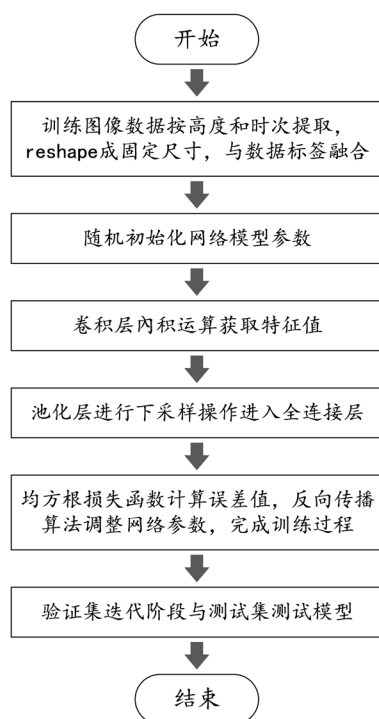 开始
训练图像数据按高度和时次提取，
reshape成固定尺寸，与数据标签融合
随机初始化网络模型参数
卷积层内积运算获取特征值
池化层进行下采样操作进入全连接层
均方根损失函数计算误差值，反向传播
算法调整网络参数，完成训练过程
验证集迭代阶段与测试集测试模型
结束